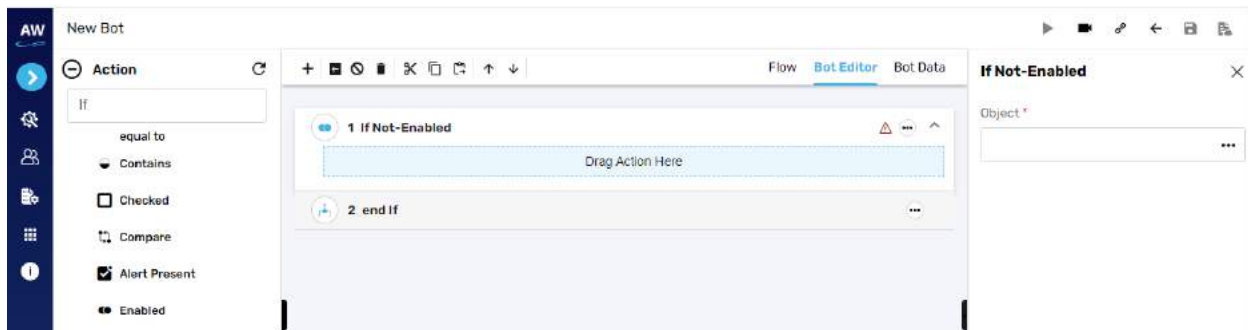 AW
New Bot
Action
If
equal to
Contains
Checked
Compare
Alert Present
Enabled
Flow
Bot Editor
Bot Data
1 If Not-Enabled
Drag Action Here
2 end If
If Not-Enabled
Object *